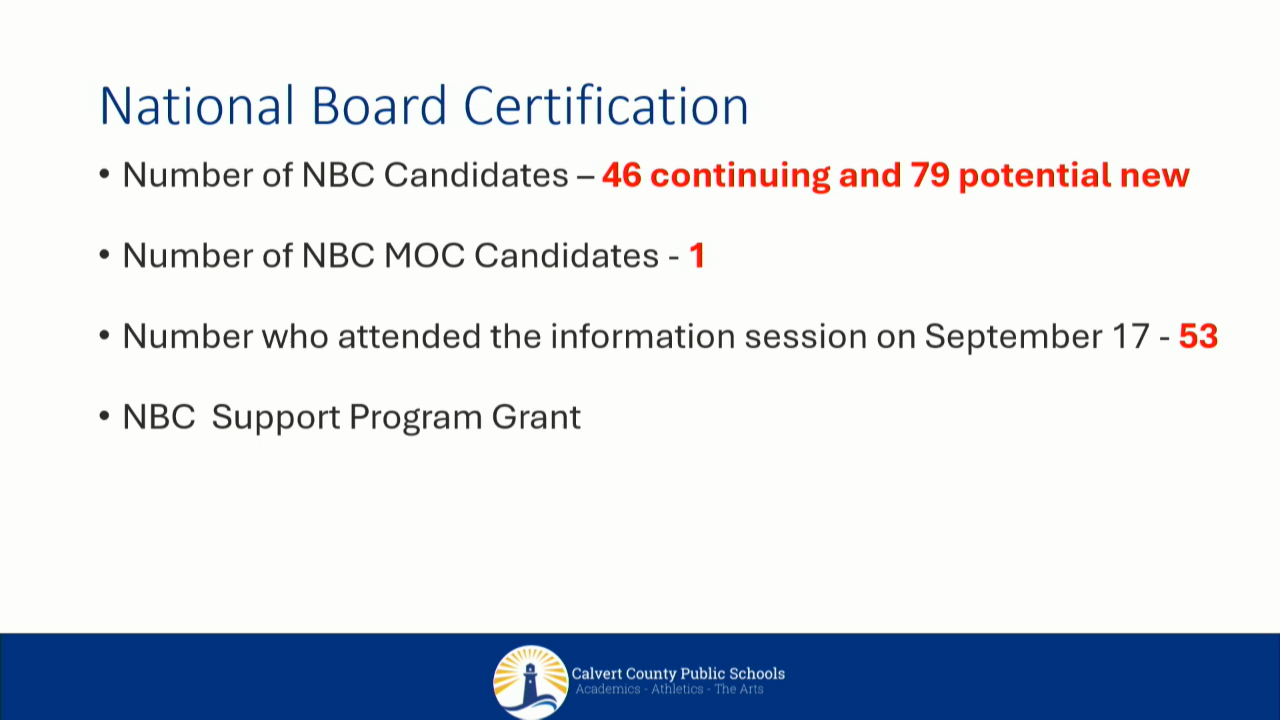 National Board Certification
• Number of NBC Candidates – 46 continuing and 79 potential new
• Number of NBC MOC Candidates - 1
• Number who attended the information session on September 17 - 53
• NBC  Support Program Grant
Calvert County Public Schools
Academics - Athletics - The Arts